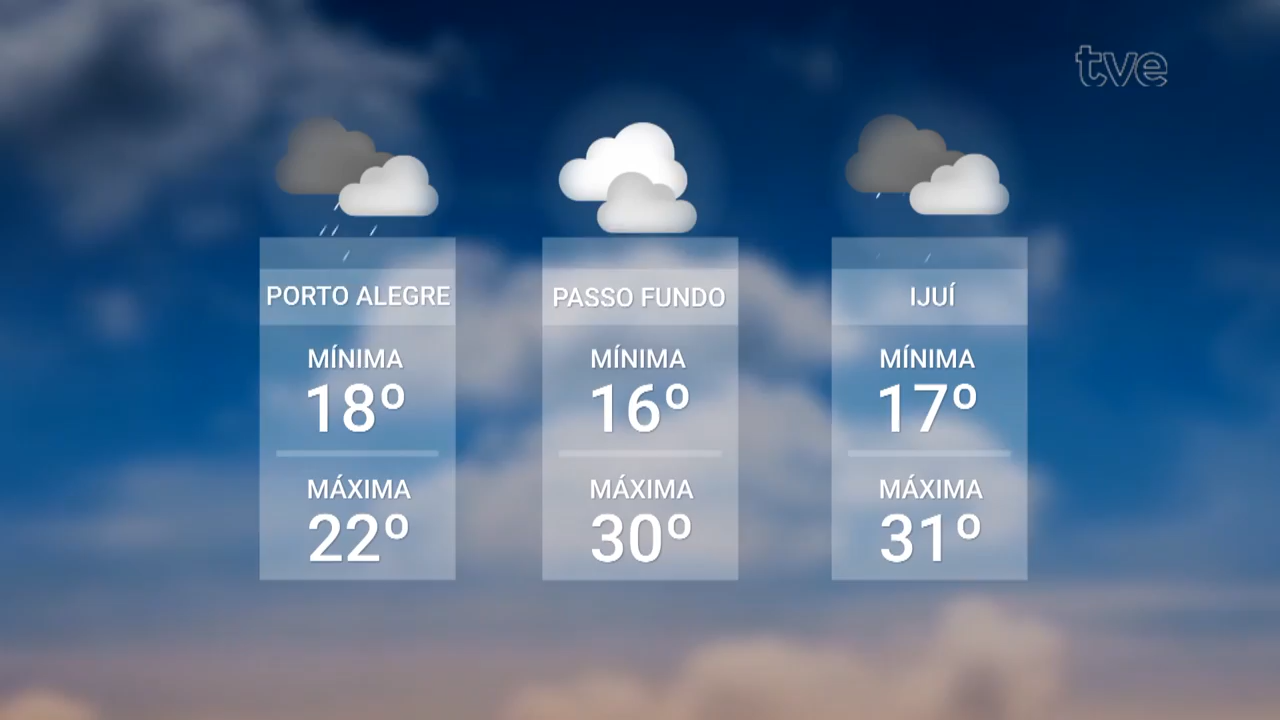 tve
PORTO ALEGRE
MÍNIMA
18º
MÁXIMA
22º
PASSO FUNDO
MÍNIMA
16º
MÁXIMA
30º
IJUÍ
MÍNIMA
17º
MÁXIMA
31º